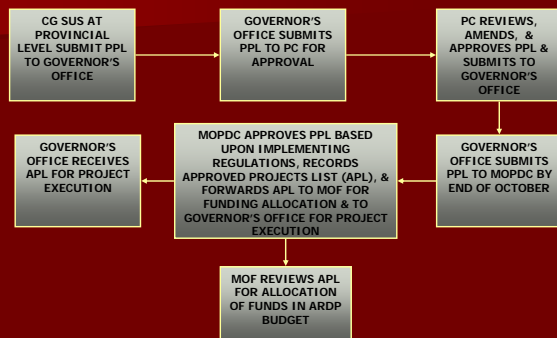 CG SUS AT
PROVINCIAL
LEVEL SUBMIT PPL
TO GOVERNOR'S
OFFICE
GOVERNOR'S
OFFICE SUBMITS
PPL TO PC FOR
APPROVAL
PC REVIEWS,
AMENDS, &
APPROVES PPL &
SUBMITS TO
GOVERNOR'S
OFFICE
GOVERNOR'S
OFFICE SUBMITS
PPL TO MOPDC BY
END OF OCTOBER
MOPDC APPROVES PPL BASED
UPON IMPLEMENTING
REGULATIONS, RECORDS
APPROVED PROJECTS LIST (APL), &
FORWARDS APL TO MOF FOR
FUNDING ALLOCATION & TO
GOVERNOR'S OFFICE FOR PROJECT
EXECUTION
GOVERNOR'S
OFFICE RECEIVES
APL FOR PROJECT
EXECUTION
MOF REVIEWS APL
FOR ALLOCATION
OF FUNDS IN ARDP
BUDGET